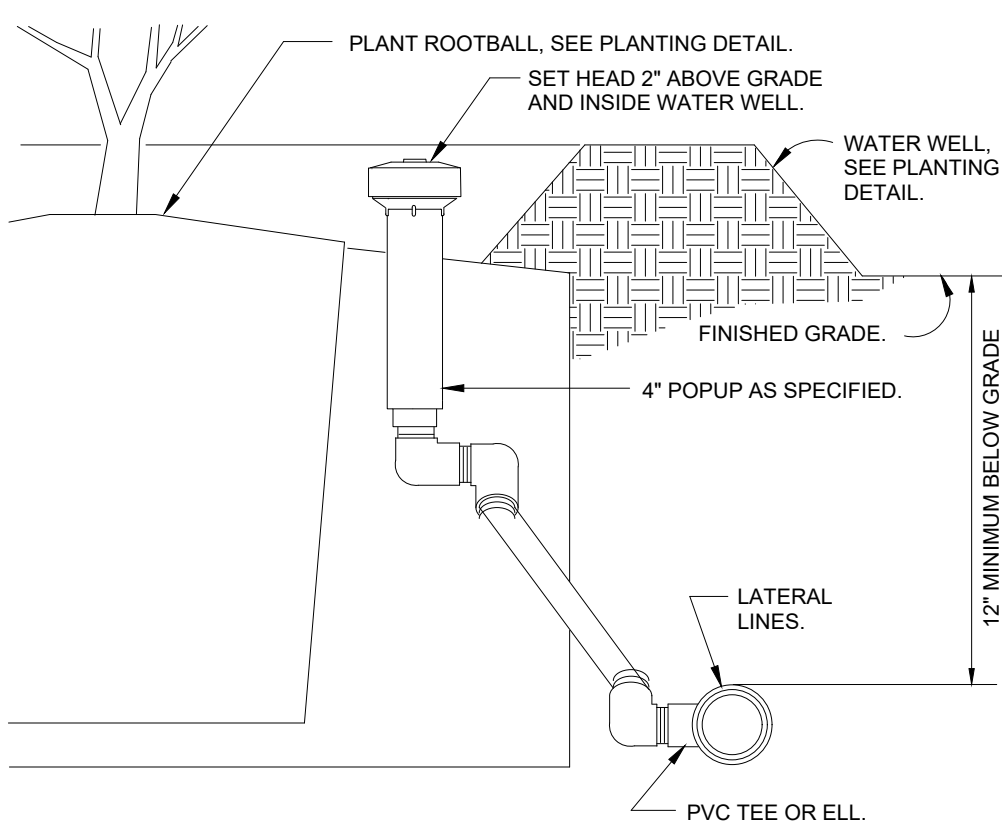 PLANT ROOTBALL, SEE PLANTING DETAIL.
SET HEAD 2" ABOVE GRADE
AND INSIDE WATER WELL.
WATER WELL,
SEE PLANTING
DETAIL.
FINISHED GRADE.
4" POPUP AS SPECIFIED.
12" MINIMUM BELOW GRADE
LATERAL
LINES.
PVC TEE OR ELL.